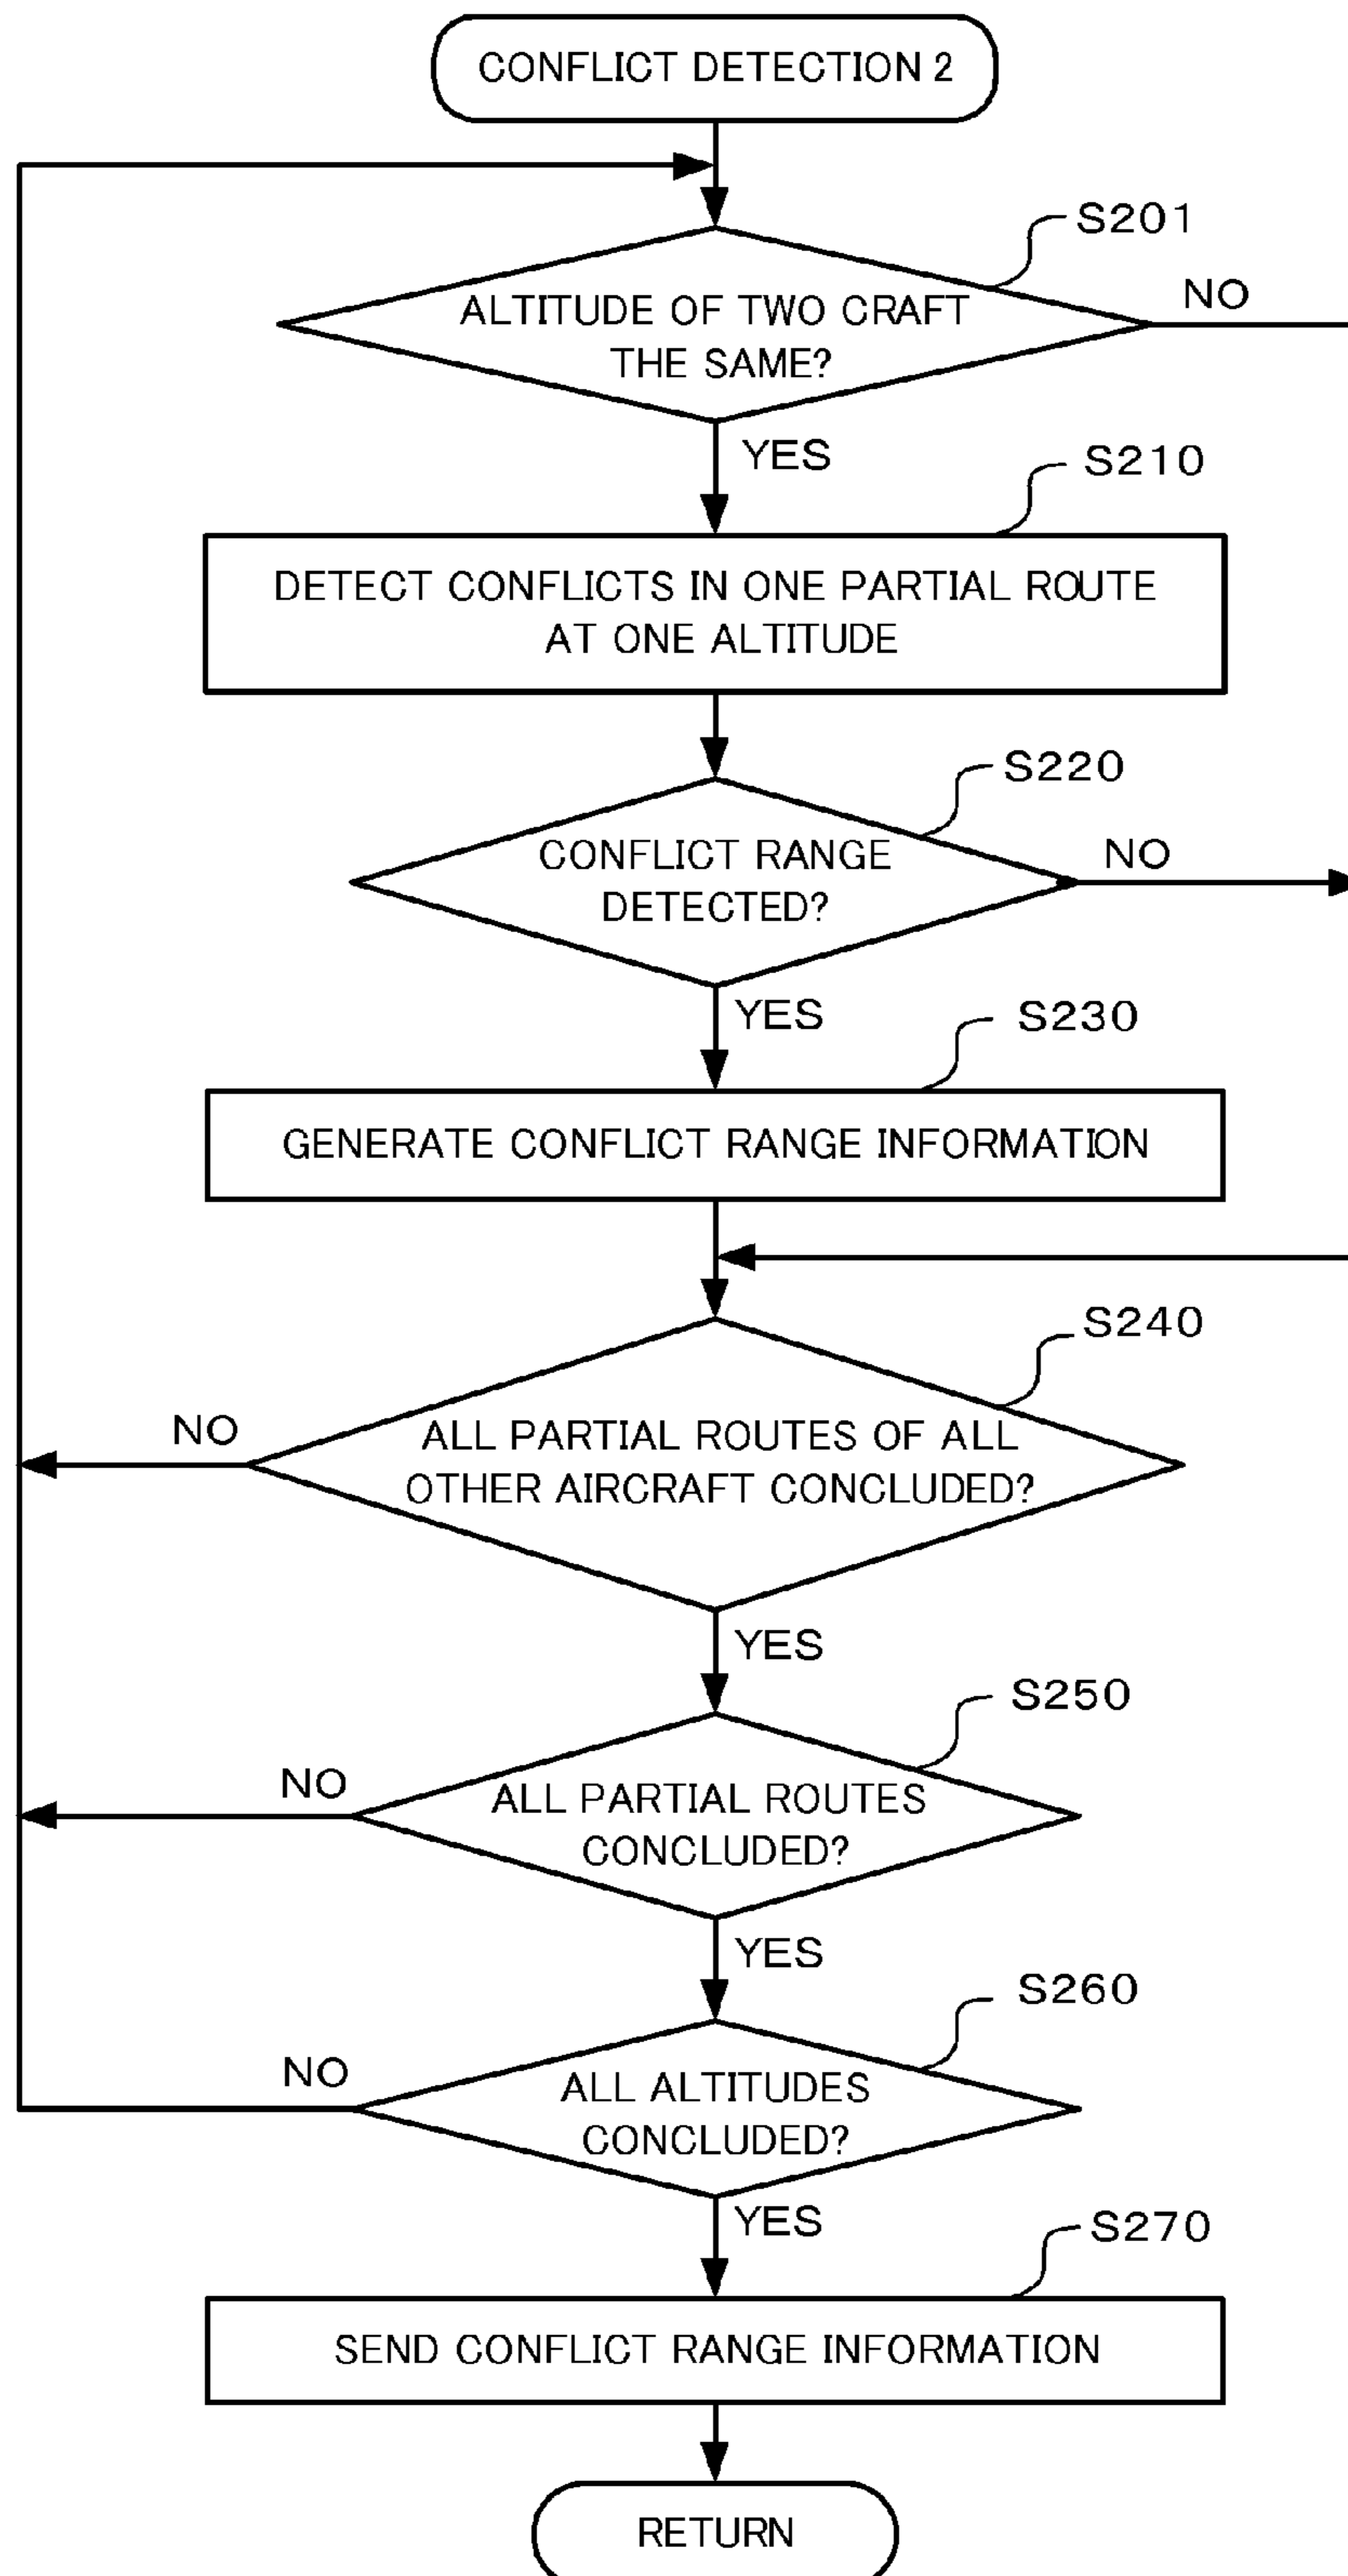 CONFLICT DETECTION 2
S201
ALTITUDE OF TWO CRAFT
THE SAME?
NO
YES
S210
DETECT CONFLICTS IN ONE PARTIAL ROUTE
AT ONE ALTITUDE
S220
CONFLICT RANGE
DETECTED?
NO
YES
S230
GENERATE CONFLICT RANGE INFORMATION
S240
NO
ALL PARTIAL ROUTES OF ALL
OTHER AIRCRAFT CONCLUDED?
YES
S250
NO
ALL PARTIAL ROUTES
CONCLUDED?
YES
S260
NO
ALL ALTITUDES
CONCLUDED?
YES
S270
SEND CONFLICT RANGE INFORMATION
RETURN